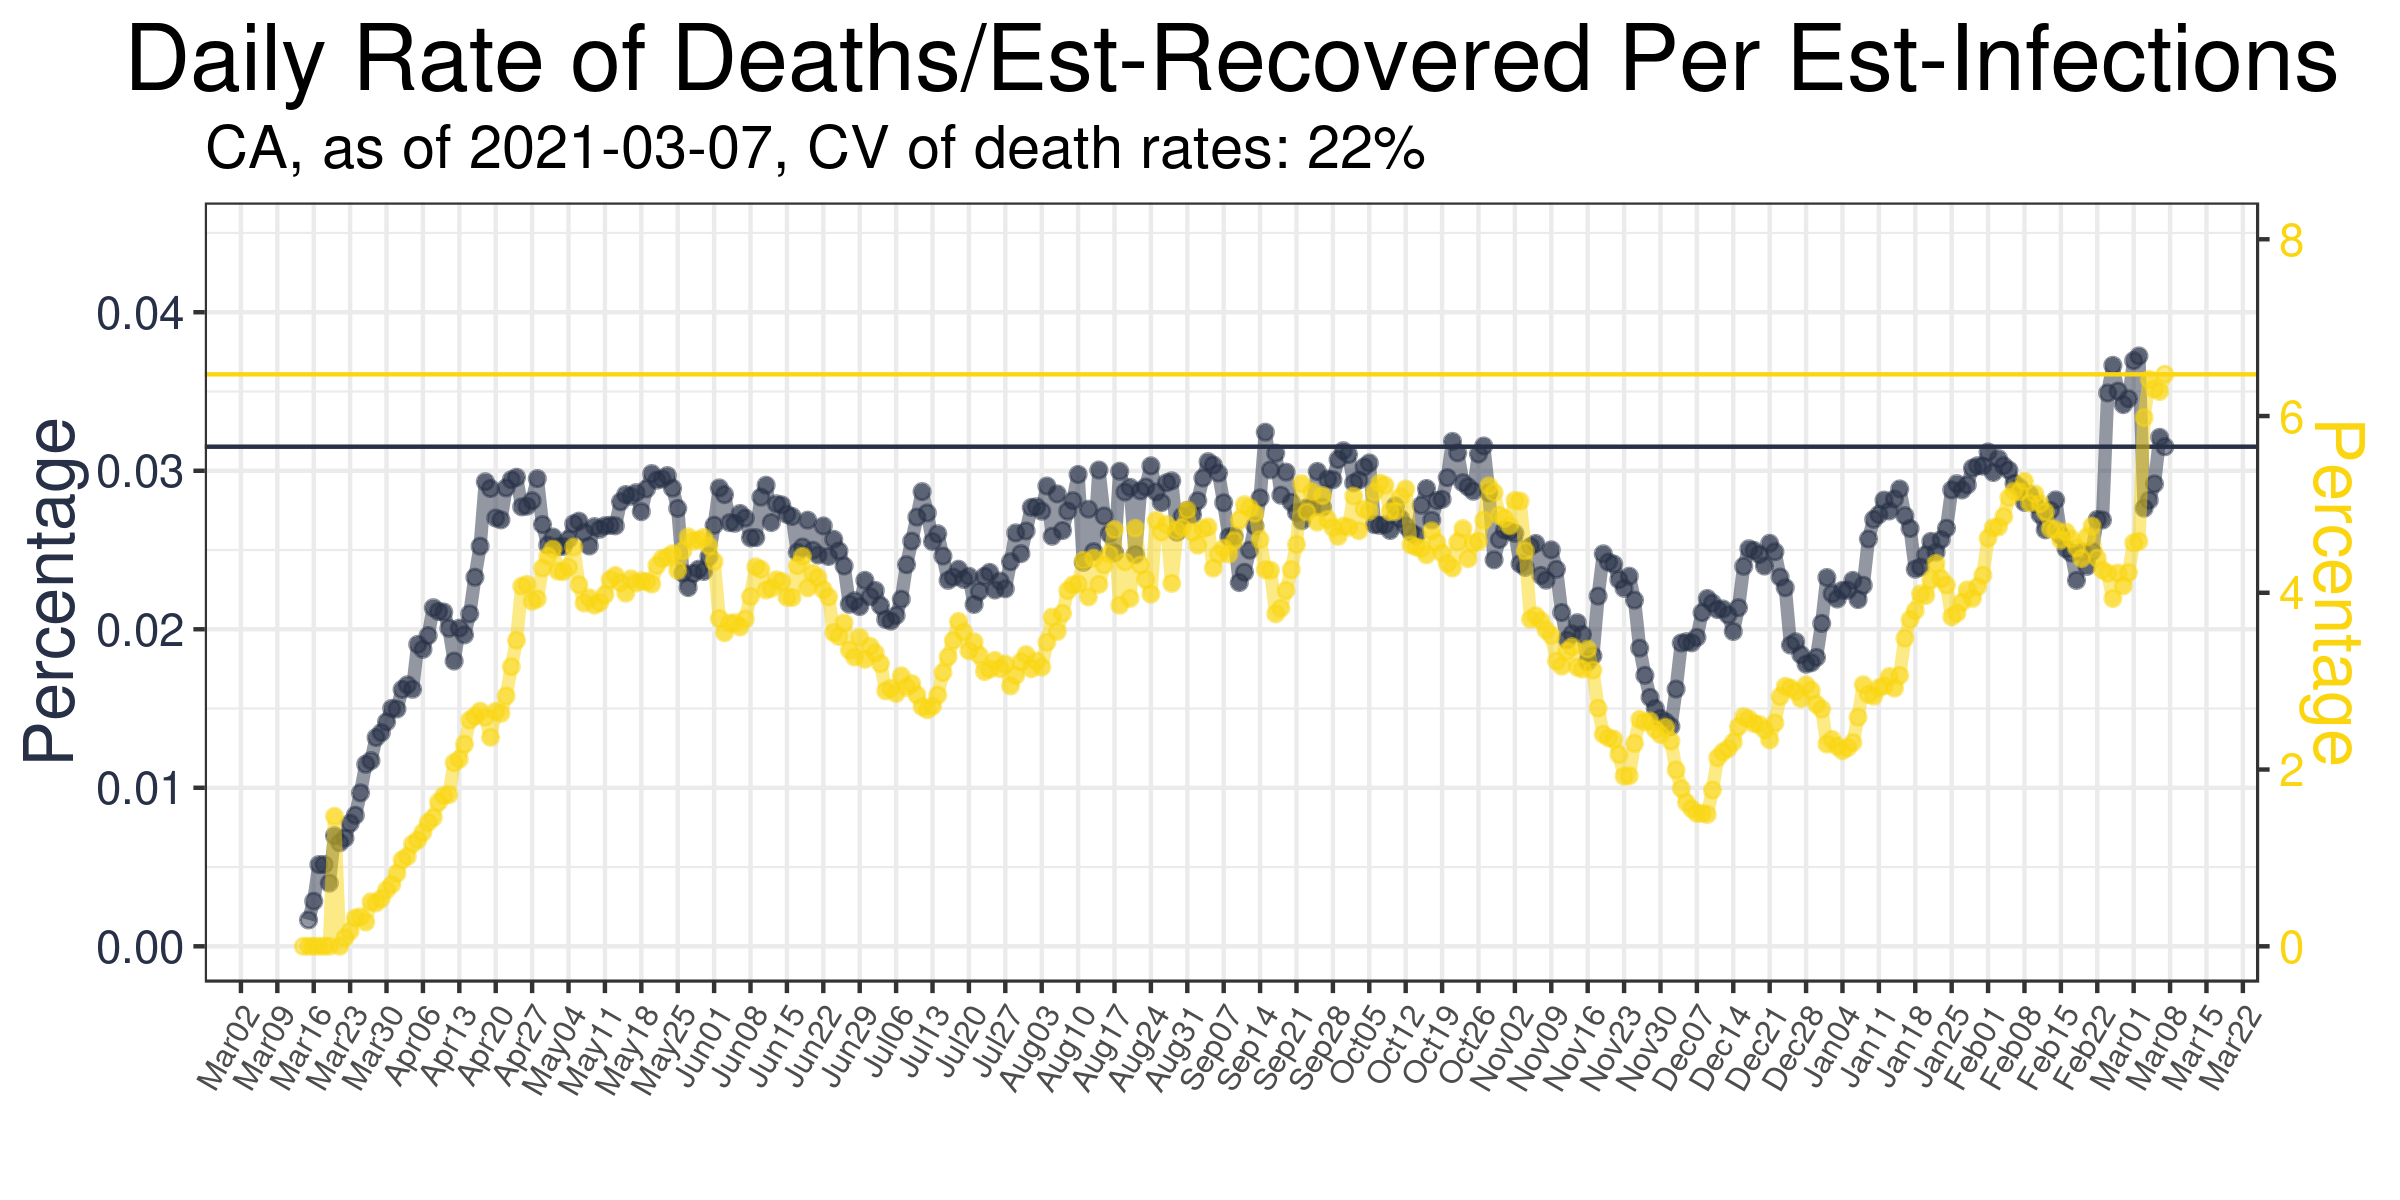 Daily Rate of Deaths/Est-Recovered Per Est-Infections
CA, as of 2021-03-07, CV of death rates: 22%
Percentage
0.04
0.03
0.02
0.01
0.00
8
6
4
2
0
Percentage
Mar02 Mar09 Mar16 Mar23 Mar30 Apr06 Apr13 Apr20 Apr27 May04 May11 May18 May25 Jun01 Jun08 Jun15 Jun22 Jun29 Jul06 Jul13 Jul20 Jul27 Aug03 Aug10 Aug17 Aug24 Aug31 Sep07 Sep14 Sep21 Sep28 Oct05 Oct12 Oct19 Oct26 Nov02 Nov09 Nov16 Nov23 Nov30 Dec07 Dec14 Dec21 Dec28 Jan04 Jan11 Jan18 Jan25 Feb01 Feb08 Feb15 Feb22 Mar01 Mar08 Mar15 Mar22